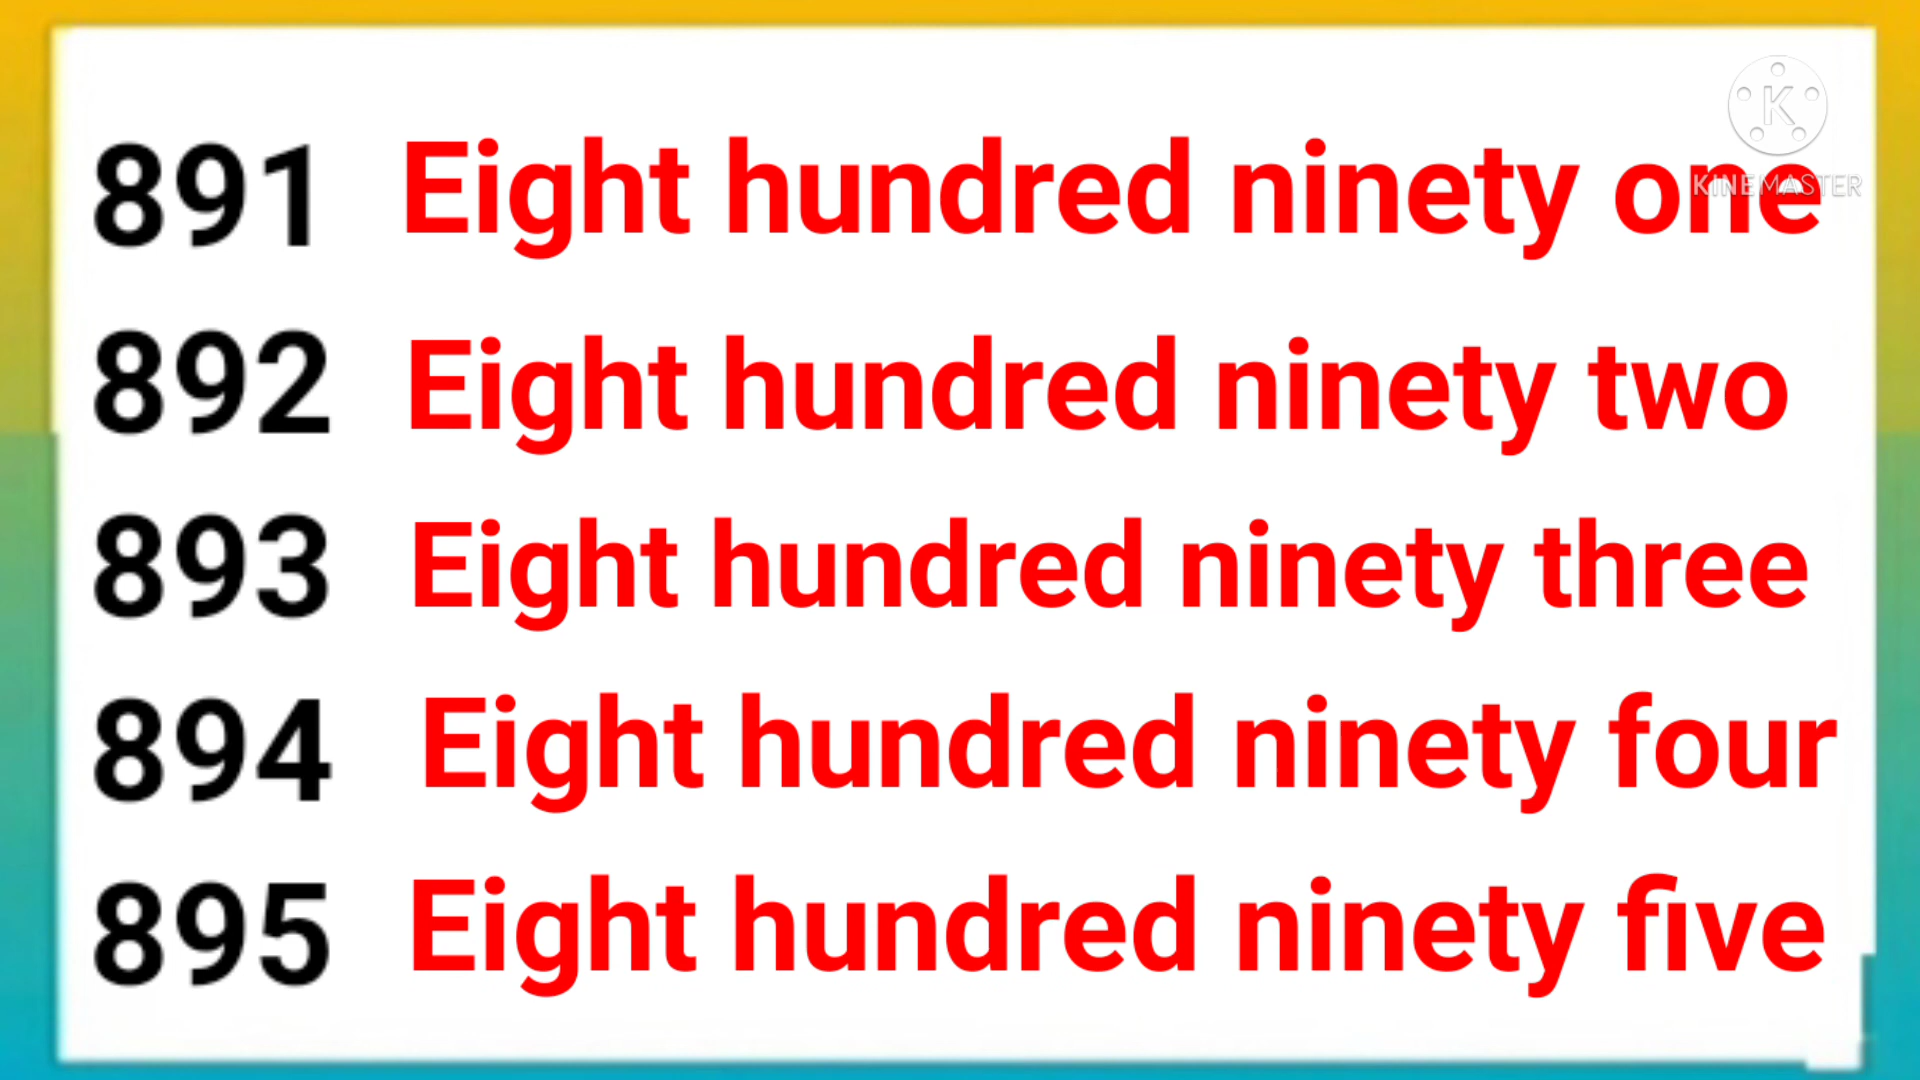 891 Eight hundred ninety one
KINEMASTER
892 Eight hundred ninety two
893 Eight hundred ninety three
894 Eight hundred ninety four
895 Eight hundred ninety five